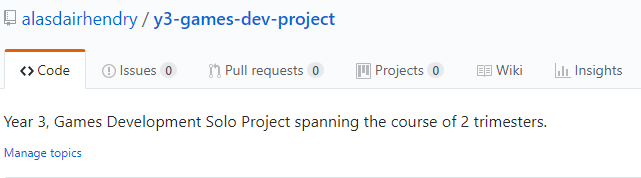 alasdairhendry / y3-games-dev-project
Code Issues 0 Pull requests 0 Projects 0 Wiki Insights
Year 3, Games Development Solo Project spanning the course of 2 trimesters.
Manage topics